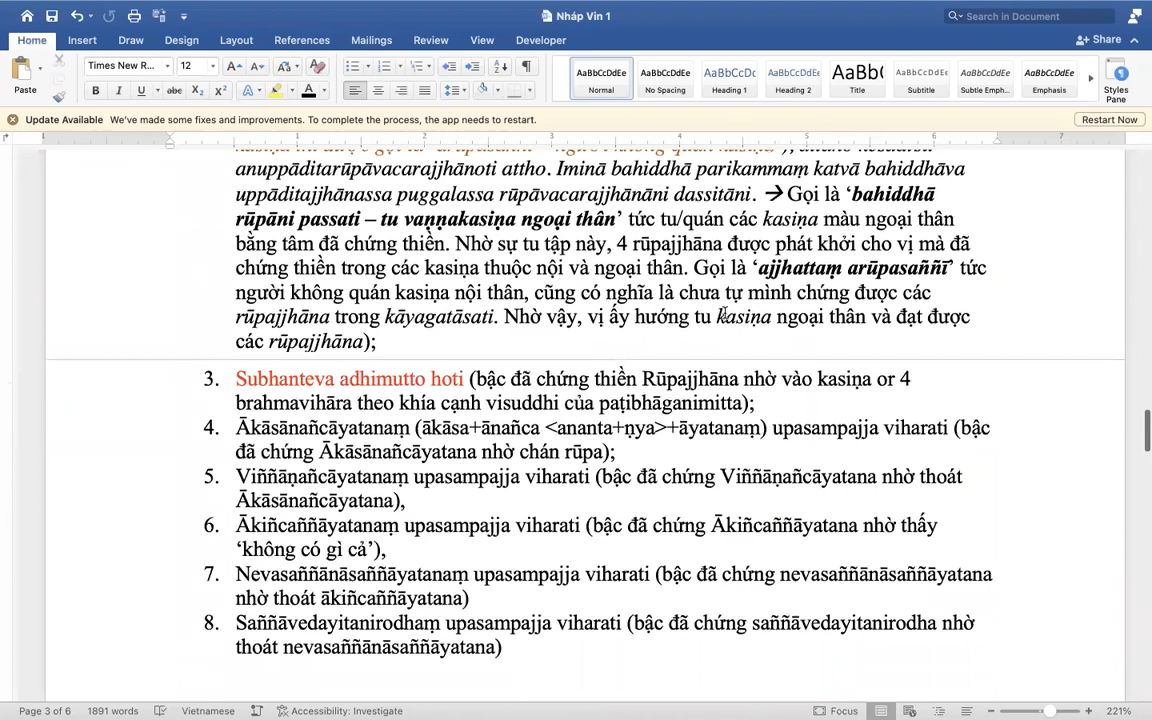 Nháp Vin 1
Search in Document
Home Insert Draw Design Layout References Mailings Review View Developer
Share
Paste
Times New R... 12
AaBbCcDdEe AaBbCcDdEe AaBbCcDc AaBbCcDdEe AaBbC AaBbCcDdEe AaBbCcDdEe AaBbCcDdEe
Normal No Spacing Heading 1 Heading 2 Title Subtitle Subtle Emph... Emphasis
Styles Pane
Update Available We've made some fixes and improvements. To complete the process, the app needs to restart.
Restart Now
1 1 2 3 4 5 6 7
anuppāditarūpāvacarajjhānoti attho. Iminā bahiddhā parikammaṃ katvā bahiddhāva
uppāditajjhānassa puggalassa rūpāvacarajjhānāni dassitāni. → Gọi là ‘bahiddhā
rūpāni passati – tu vaṇṇakasiṇa ngoại thân’ tức tu/quán các kasiṇa màu ngoại thân
bằng tâm đã chứng thiền. Nhờ sự tu tập này, 4 rūpajjhāna được phát khởi cho vị mà đã
chứng thiền trong các kasiṇa thuộc nội và ngoại thân. Gọi là ‘ajjhattaṃ arūpasaññī’ tức
người không quán kasiṇa nội thân, cũng có nghĩa là chưa tự mình chứng được các
rūpajjhāna trong kāyagatāsati. Nhờ vậy, vị ấy hướng tu kasiṇa ngoại thân và đạt được
các rūpajjhāna);
3. Subhanteva adhimutto hoti (bậc đã chứng thiền Rūpajjhāna nhờ vào kasiṇa or 4
brahmavihāra theo khía cạnh visuddhi của paṭibhāganimitta);
4. Ākāsānañcāyatanaṃ (ākāsa+ānañca <ananta+ṇya>+āyatanaṃ) upasampajja viharati (bậc
đã chứng Ākāsānañcāyatana nhờ chán rūpa);
5. Viññāṇañcāyatanaṃ upasampajja viharati (bậc đã chứng Viññāṇañcāyatana nhờ thoát
Ākāsānañcāyatana),
6. Ākiñcaññāyatanaṃ upasampajja viharati (bậc đã chứng Ākiñcaññāyatana nhờ thấy
‘không có gì cả’),
7. Nevasaññānāsaññāyatanaṃ upasampajja viharati (bậc đã chứng nevasaññānāsaññāyatana
nhờ thoát ākiñcaññāyatana)
8. Saññāvedayitanirodhaṃ upasampajja viharati (bậc đã chứng saññāvedayitanirodha nhờ
thoát nevasaññānāsaññāyatana)
Page 3 of 6 1891 words Vietnamese Accessibility: Investigate Focus 221%